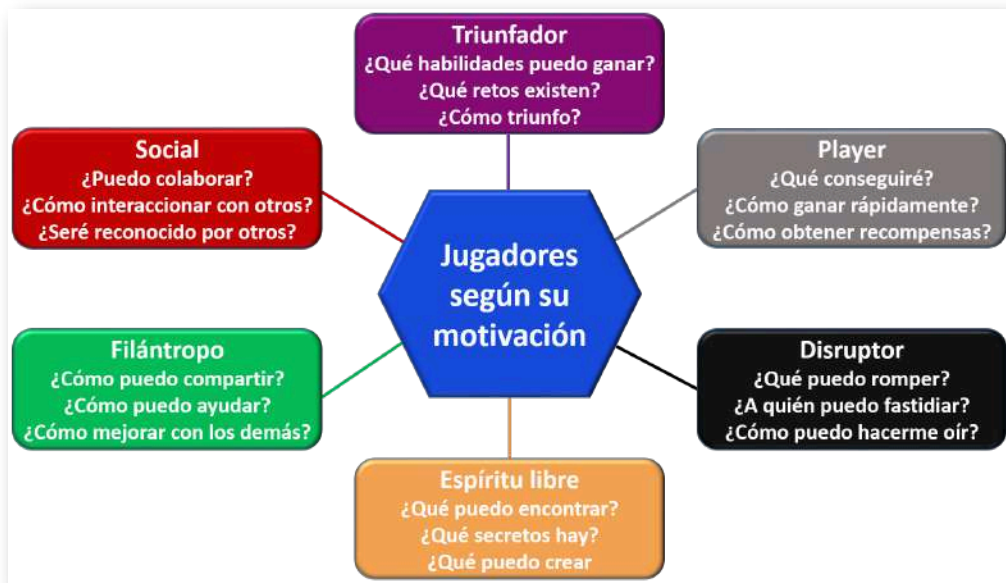 Triunfador
¿Qué habilidades puedo ganar?
¿Qué retos existen?
¿Cómo triunfo?
Social
¿Puedo colaborar?
¿Cómo interaccionar con otros?
¿Seré reconocido por otros?
Player
¿Qué conseguiré?
¿Cómo ganar rápidamente?
¿Cómo obtener recompensas?
Jugadores
según su
motivación
Filántropo
¿Cómo puedo compartir?
¿Cómo puedo ayudar?
¿Cómo mejorar con los demás?
Disruptor
¿Qué puedo romper?
¿A quién puedo fastidiar?
¿Cómo puedo hacerme oír?
Espíritu libre
¿Qué puedo encontrar?
¿Qué secretos hay?
¿Qué puedo crear